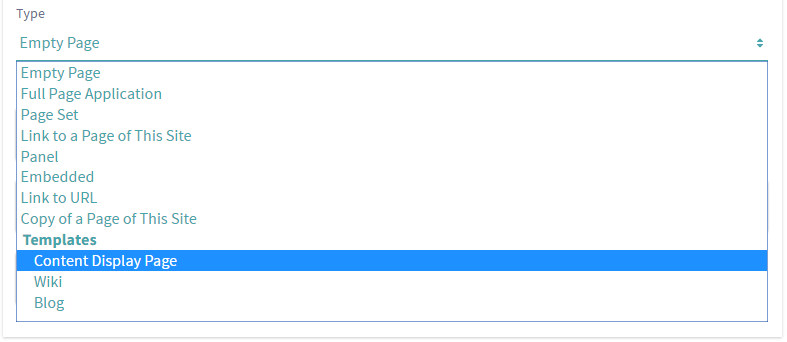 Type
Empty Page
Empty Page
Full Page Application
Page Set
Link to a Page of This Site
Panel
Embedded
Link to URL
Copy of a Page of This Site
Templates
Content Display Page
Wiki
Blog